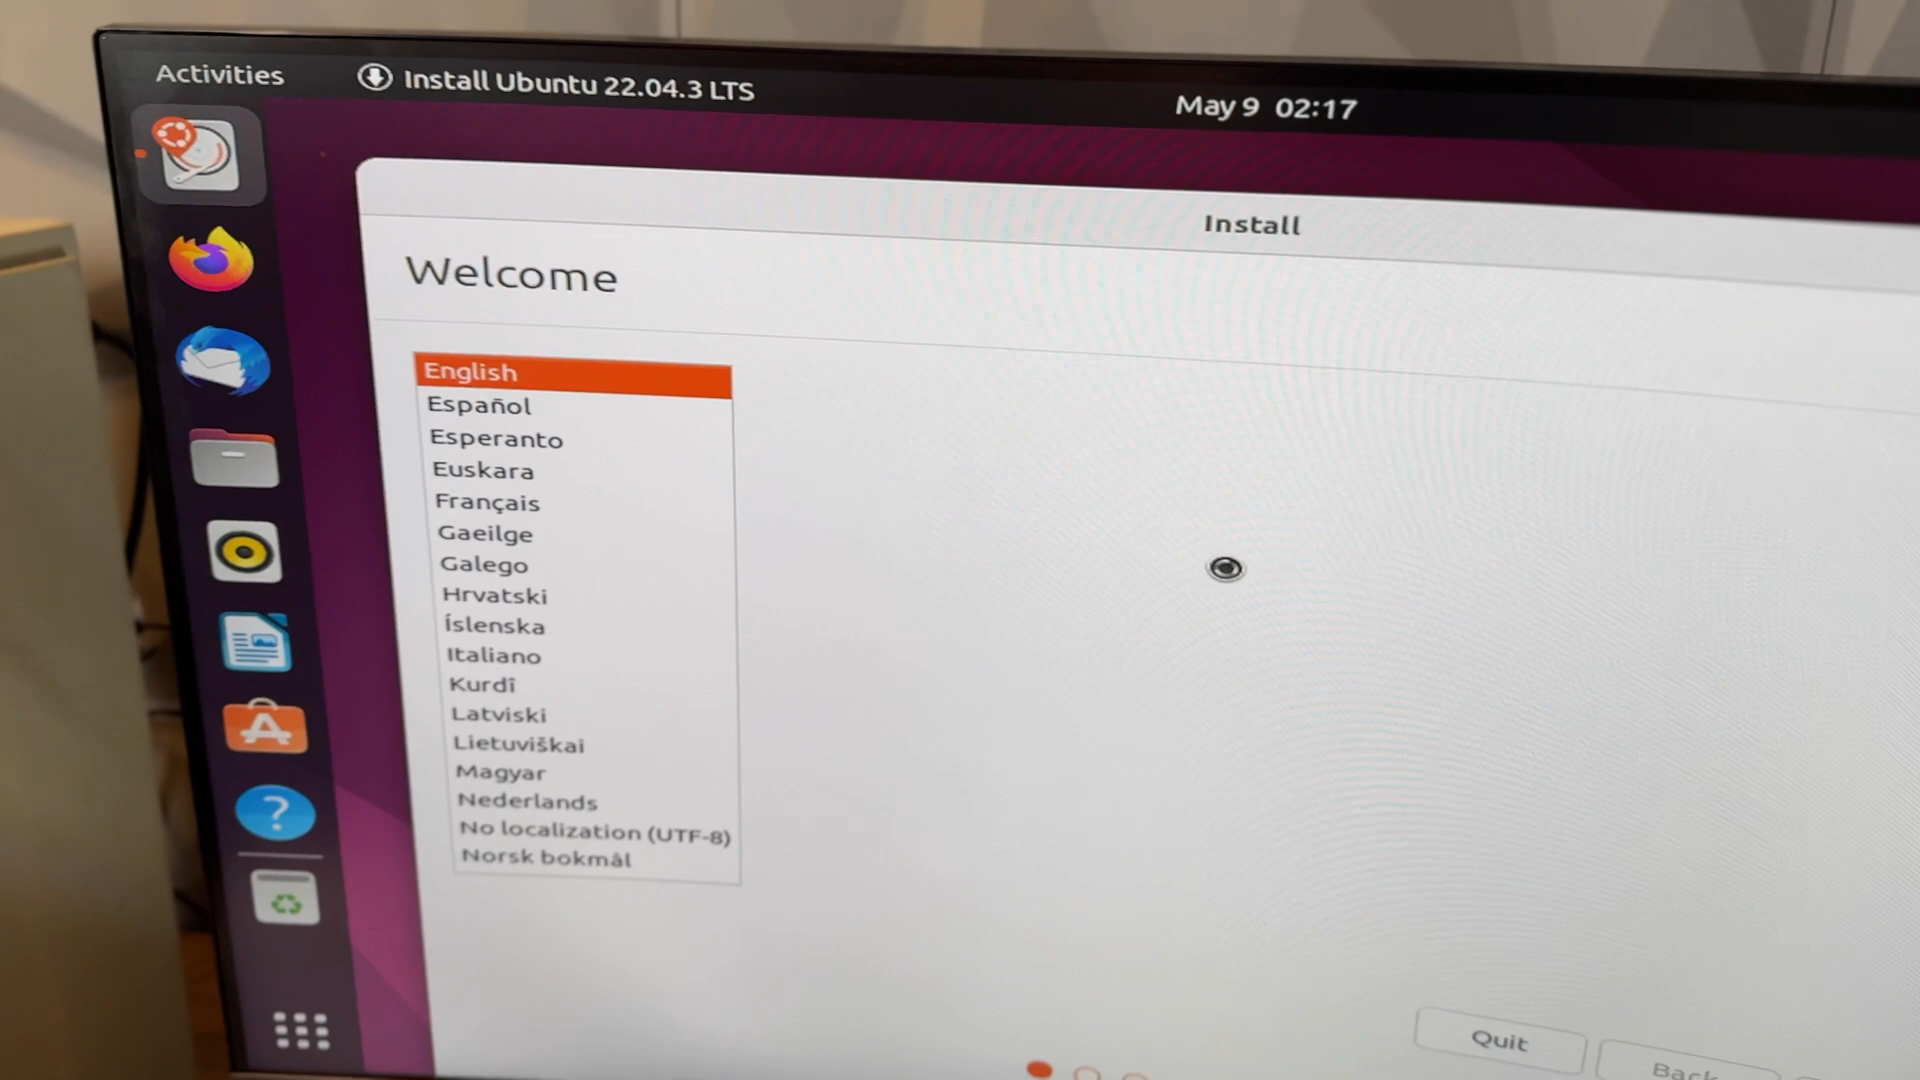 Activities
Install Ubuntu 22.04.3 LTS
May 9 02:17
Install
Welcome
English
Español
Esperanto
Euskara
Français
Gaeilge
Galego
Hrvatski
Íslenska
Italiano
Kurdî
Latviski
Lietuviškai
Magyar
Nederlands
No localization (UTF-8)
Norsk bokmål
Quit
Back